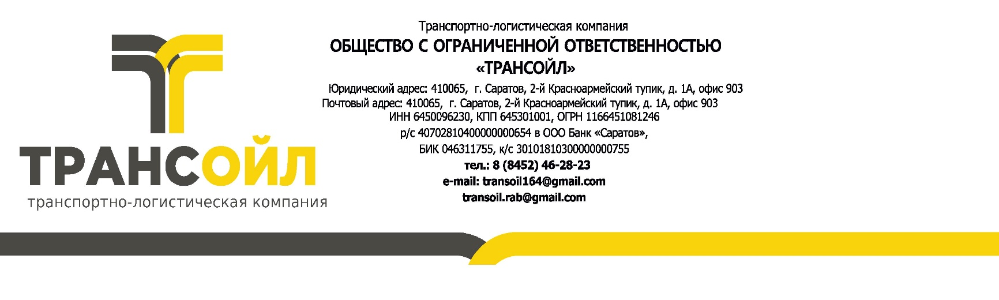 ТРАНСОЙЛ
транспортно-логистическая компания
Транспортно-логистическая компания
ОБЩЕСТВО С ОГРАНИЧЕННОЙ ОТВЕТСТВЕННОСТЬЮ
«ТРАНСОЙЛ»
Юридический адрес: 410065, г. Саратов, 2-й Красноармейский тупик, д. 1А, офис 903
Почтовый адрес: 410065, г. Саратов, 2-й Красноармейский тупик, д. 1А, офис 903
ИНН 6450096230, КПП 645301001, ОГРН 1166451081246
р/с 40702810400000000654 в ООО Банк «Саратов»,
БИК 046311755, к/с 30101810300000000755
тел.: 8 (8452) 46-28-23
e-mail: transoil164@gmail.com
transoil.rab@gmail.com